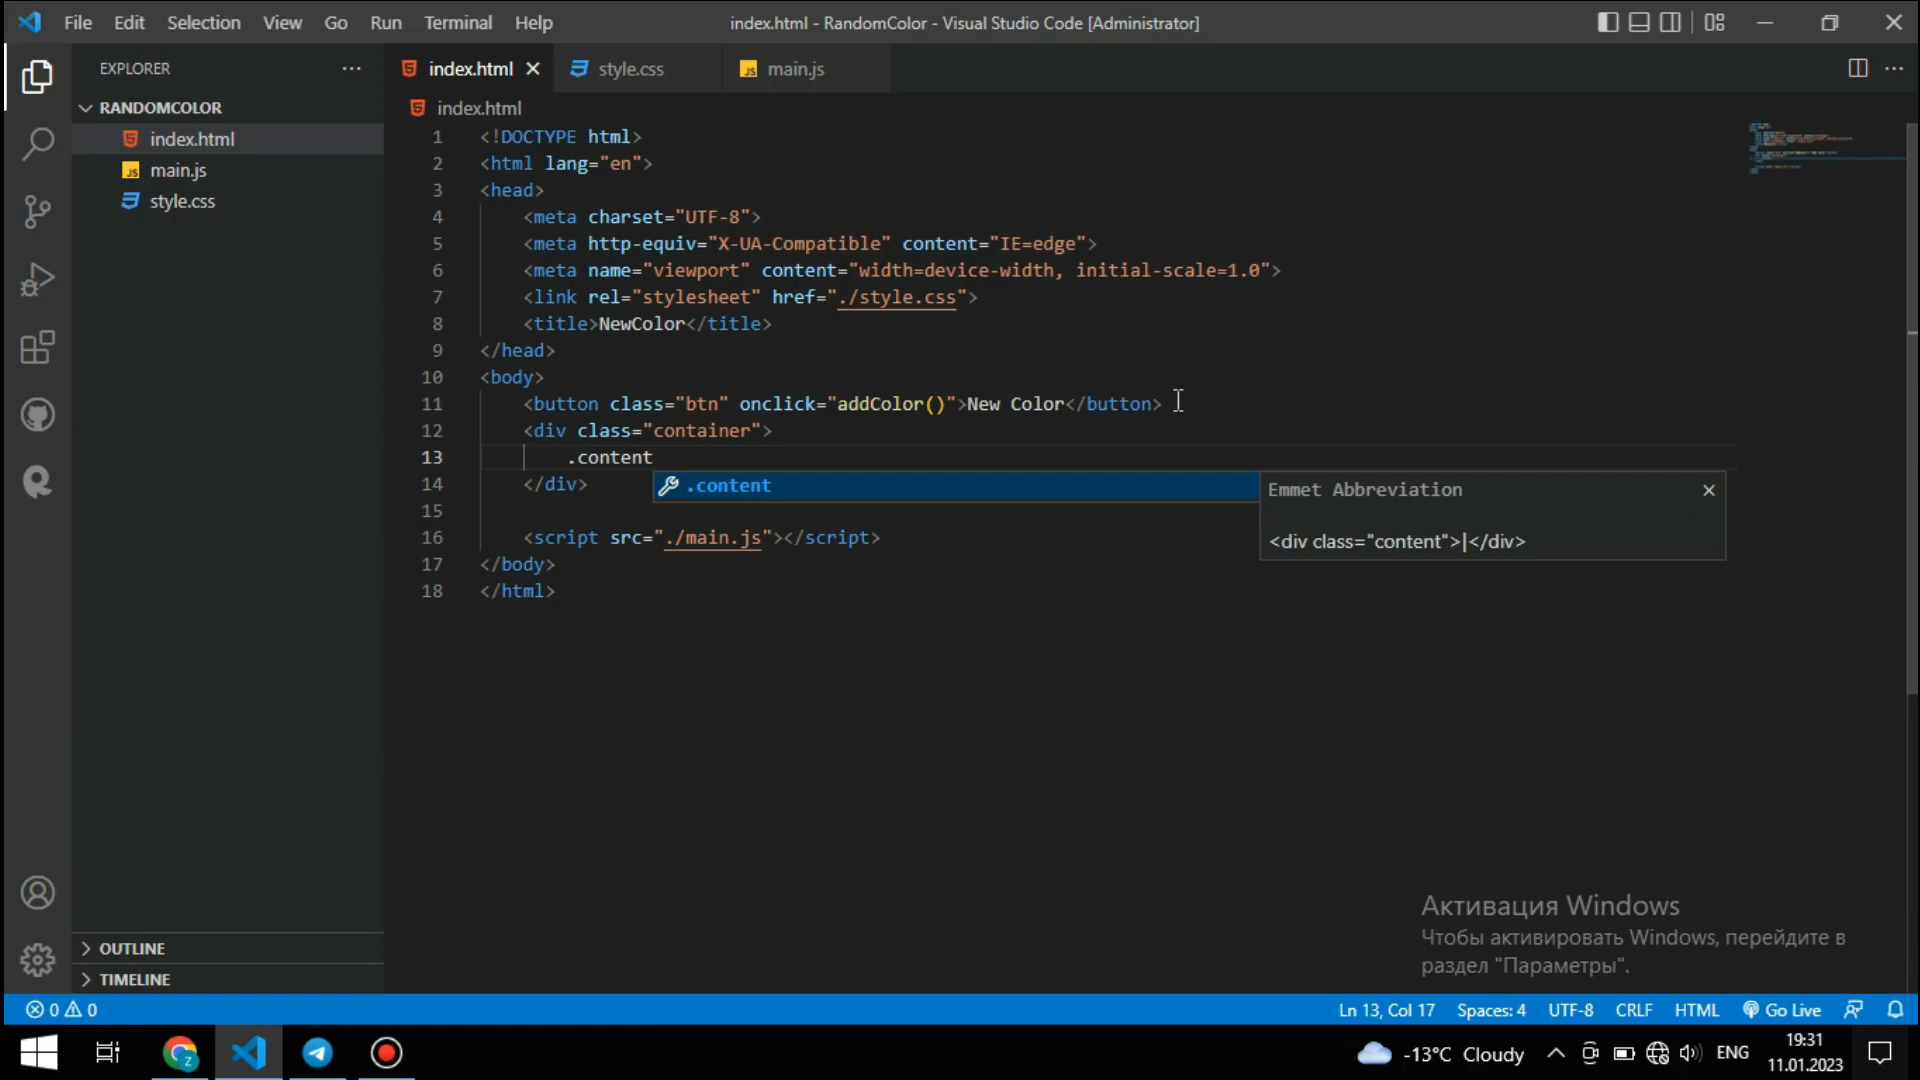 File Edit Selection View Go Run Terminal Help
index.html - RandomColor - Visual Studio Code [Administrator]
EXPLORER
RANDOMCOLOR
index.html
main.js
style.css
OUTLINE
TIMELINE
index.html style.css main.js
index.html
1 <!DOCTYPE html>
2 <html lang="en">
3 <head>
4 <meta charset="UTF-8">
5 <meta http-equiv="X-UA-Compatible" content="IE=edge">
6 <meta name="viewport" content="width=device-width, initial-scale=1.0">
7 <link rel="stylesheet" href="./style.css">
8 <title>NewColor</title>
9 </head>
10 <body>
11 <button class="btn" onclick="addColor()">New Color</button>
12 <div class="container">
13 .content
14 </div>
15
16 <script src="./main.js"></script>
17 </body>
18 </html>
.content
Emmet Abbreviation
<div class="content">|</div>
Активация Windows
Чтобы активировать Windows, перейдите в
раздел "Параметры".
0 0
Ln 13, Col 17 Spaces: 4 UTF-8 CRLF HTML Go Live
-13°C Cloudy ENG
19:31
11.01.2023